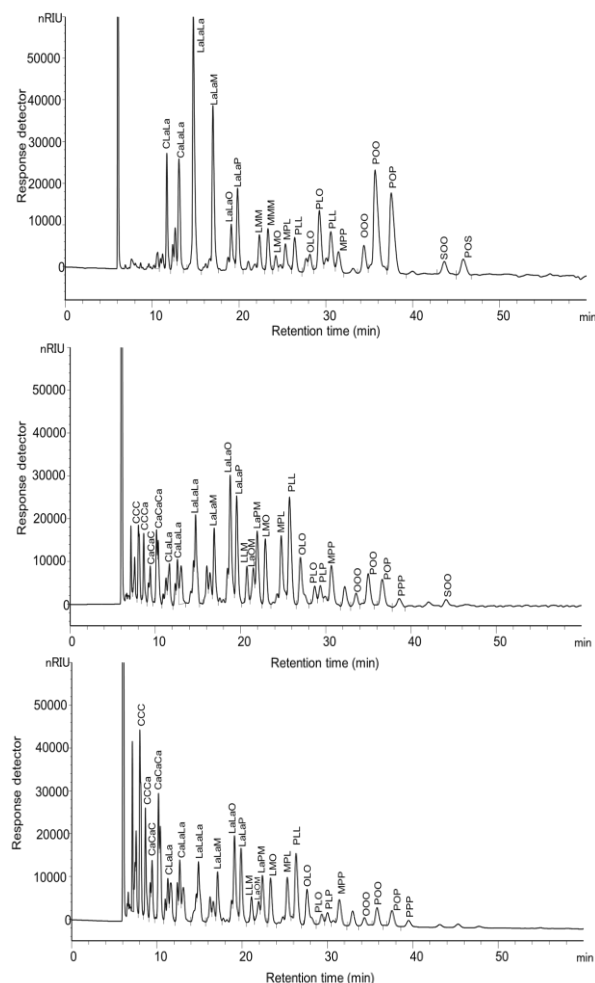 nRIU
50000
40000
30000
20000
10000
0
Response detector
CLaLa
CaLaLa
LaLaLa
LaLaM
LaLaO
LaLaP
LMM
MMM
LMO
MPL
PLL
OLO
PLO
PLL
MPP
OOO
POO
POP
SOO
POS
0 10 20 30 40 50 min
Retention time (min)
nRIU
50000
40000
30000
20000
10000
0
Response detector
CCC
CCCa
CaCaC
CaCaCa
CLaLa
CaLaLa
LaLaLa
LaLaM
LaLaO
LaLaP
LLM
LaOM
LaPM
LMO
MPL
PLL
OLO
PLO
PLP
MPP
OOO
POO
POP
PPP
SOO
0 10 20 30 40 50 min
Retention time (min)
nRIU
50000
40000
30000
20000
10000
0
Response detector
CCC
CCCa
CaCaC
CaCaCa
CLaLa
CaLaLa
LaLaLa
LaLaM
LaLaO
LaLaP
LLM
LaOM
LaPM
LMO
MPL
PLL
OLO
PLO
PLP
MPP
OOO
POO
POP
PPP
0 10 20 30 40 50 min
Retention time (min)